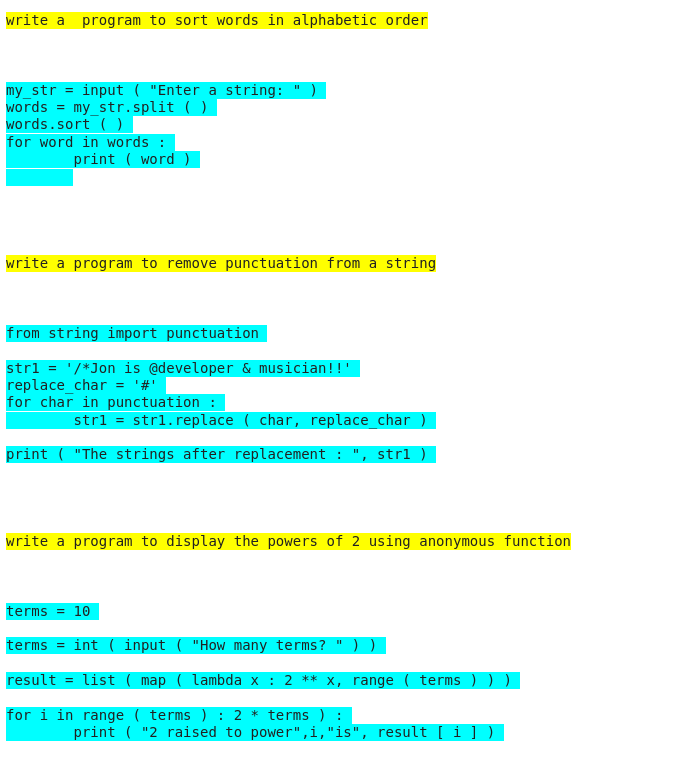 write a  program to sort words in alphabetic order
my_str = input ( "Enter a string: " )
words = my_str.split ( )
words.sort ( )
for word in words :
        print ( word )
write a program to remove punctuation from a string
from string import punctuation
str1 = '/*Jon is @developer & musician!!'
replace_char = '#'
for char in punctuation :
        str1 = str1.replace ( char, replace_char )
print ( "The strings after replacement : ", str1 )
write a program to display the powers of 2 using anonymous function
terms = 10
terms = int ( input ( "How many terms? " ) )
result = list ( map ( lambda x : 2 ** x, range ( terms ) ) )
for i in range ( terms ) : 2 * terms ) :
        print ( "2 raised to power",i,"is", result [ i ] )